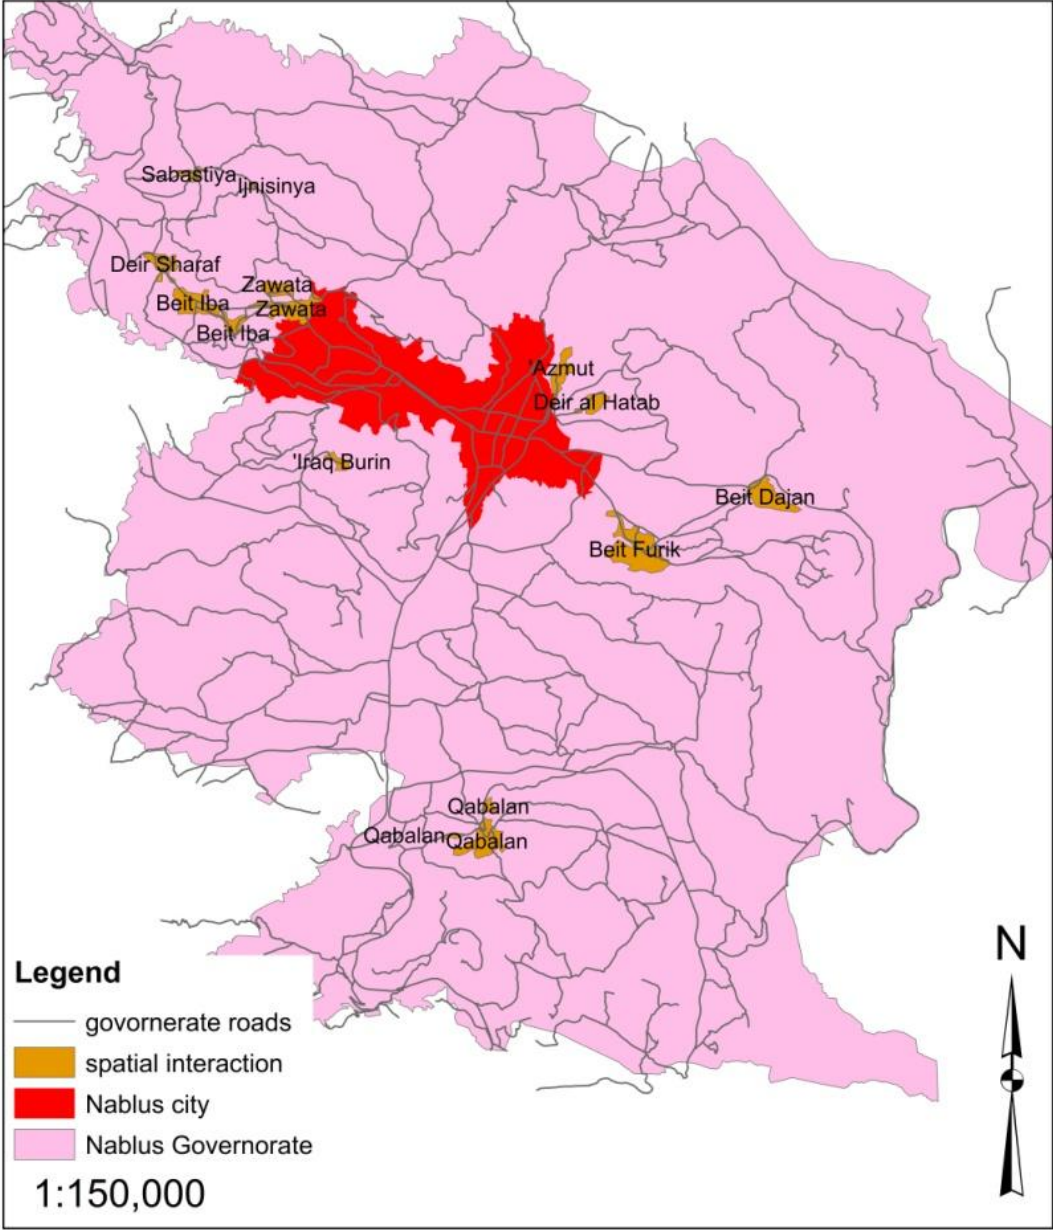 Sabastiya
Ijnisinya
Deir Sharaf
Zawata
Beit Iba
Zawata
Beit Iba
'Azmut
Deir al Hatab
'Iraq Burin
Beit Dajan
Beit Furik
Qabalan
Qabalan
Qabalan
N
Legend
govornerate roads
spatial interaction
Nablus city
Nablus Governorate
1:150,000